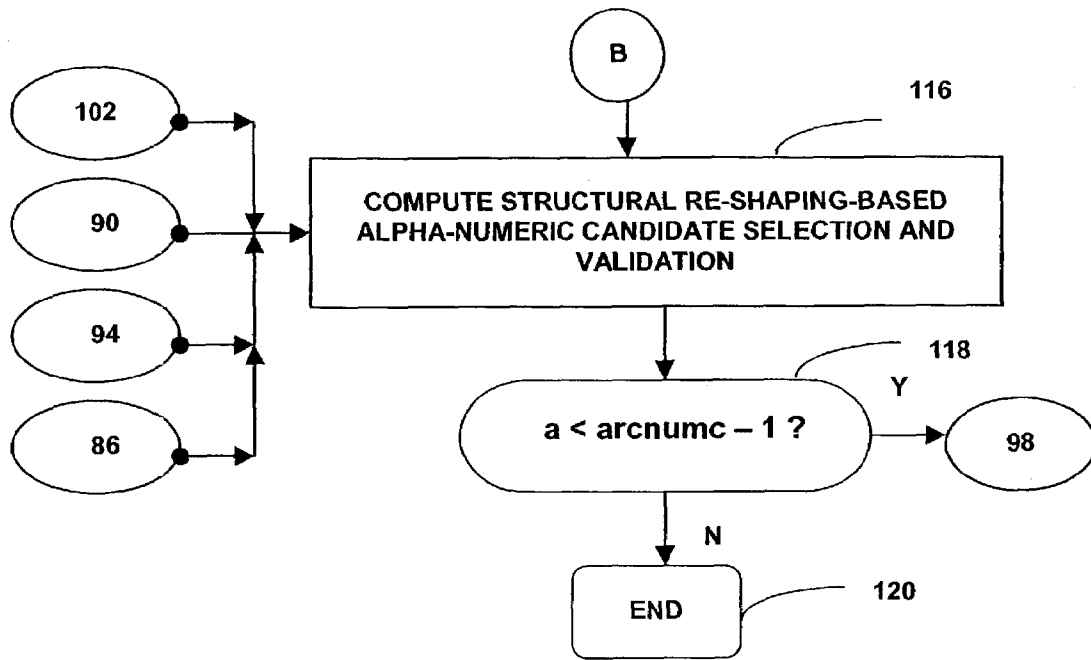 B
116
102
COMPUTE STRUCTURAL RE-SHAPING-BASED
ALPHA-NUMERIC CANDIDATE SELECTION AND
VALIDATION
90
94
118
Y
a < arcnumc – 1 ?
86
98
N
END
120